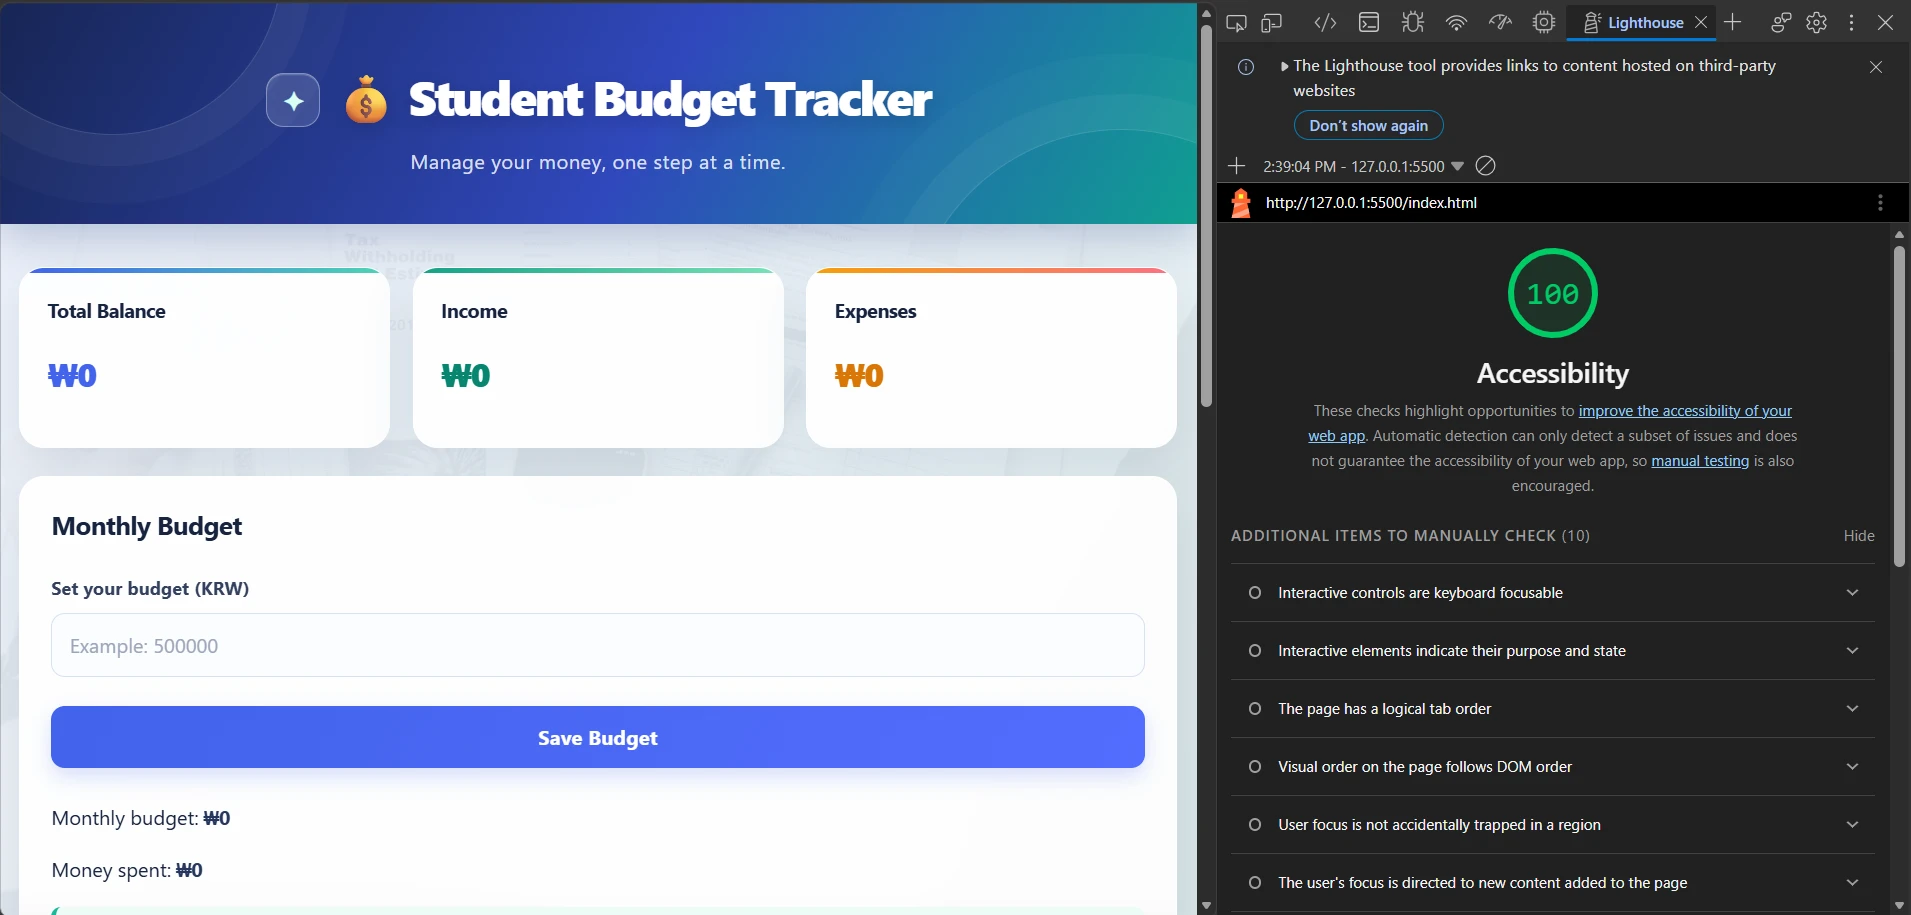 Student Budget Tracker
Manage your money, one step at a time.
Tax
Withholding
Esti
201
Total Balance
₩0
Income
₩0
Expenses
₩0
Monthly Budget
Set your budget (KRW)
Example: 500000
Save Budget
Monthly budget: ₩0
Money spent: ₩0
Lighthouse
The Lighthouse tool provides links to content hosted on third-party
websites
Don't show again
2:39:04 PM - 127.0.0.1:5500
http://127.0.0.1:5500/index.html
100
Accessibility
These checks highlight opportunities to improve the accessibility of your
web app. Automatic detection can only detect a subset of issues and does
not guarantee the accessibility of your web app, so manual testing is also
encouraged.
ADDITIONAL ITEMS TO MANUALLY CHECK (10)
Hide
Interactive controls are keyboard focusable
Interactive elements indicate their purpose and state
The page has a logical tab order
Visual order on the page follows DOM order
User focus is not accidentally trapped in a region
The user's focus is directed to new content added to the page